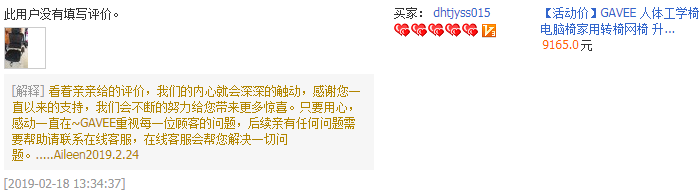 此用户没有填写评价。
[解释] 看着亲亲给的评价，我们的内心就会深深的触动，感谢您一
直以来的支持，我们会不断的努力给您带来更多惊喜。只要用心，
感动一直在~GAVEE重视每一位顾客的问题，后续亲有任何问题需
要帮助请联系在线客服，在线客服会帮您解决一切问
题。.....Aileen2019.2.24
[2019-02-18 13:34:37]
买家： dhtjyss015
【活动价】GAVEE 人体工学椅
电脑椅家用转椅网椅 升...
9165.0元